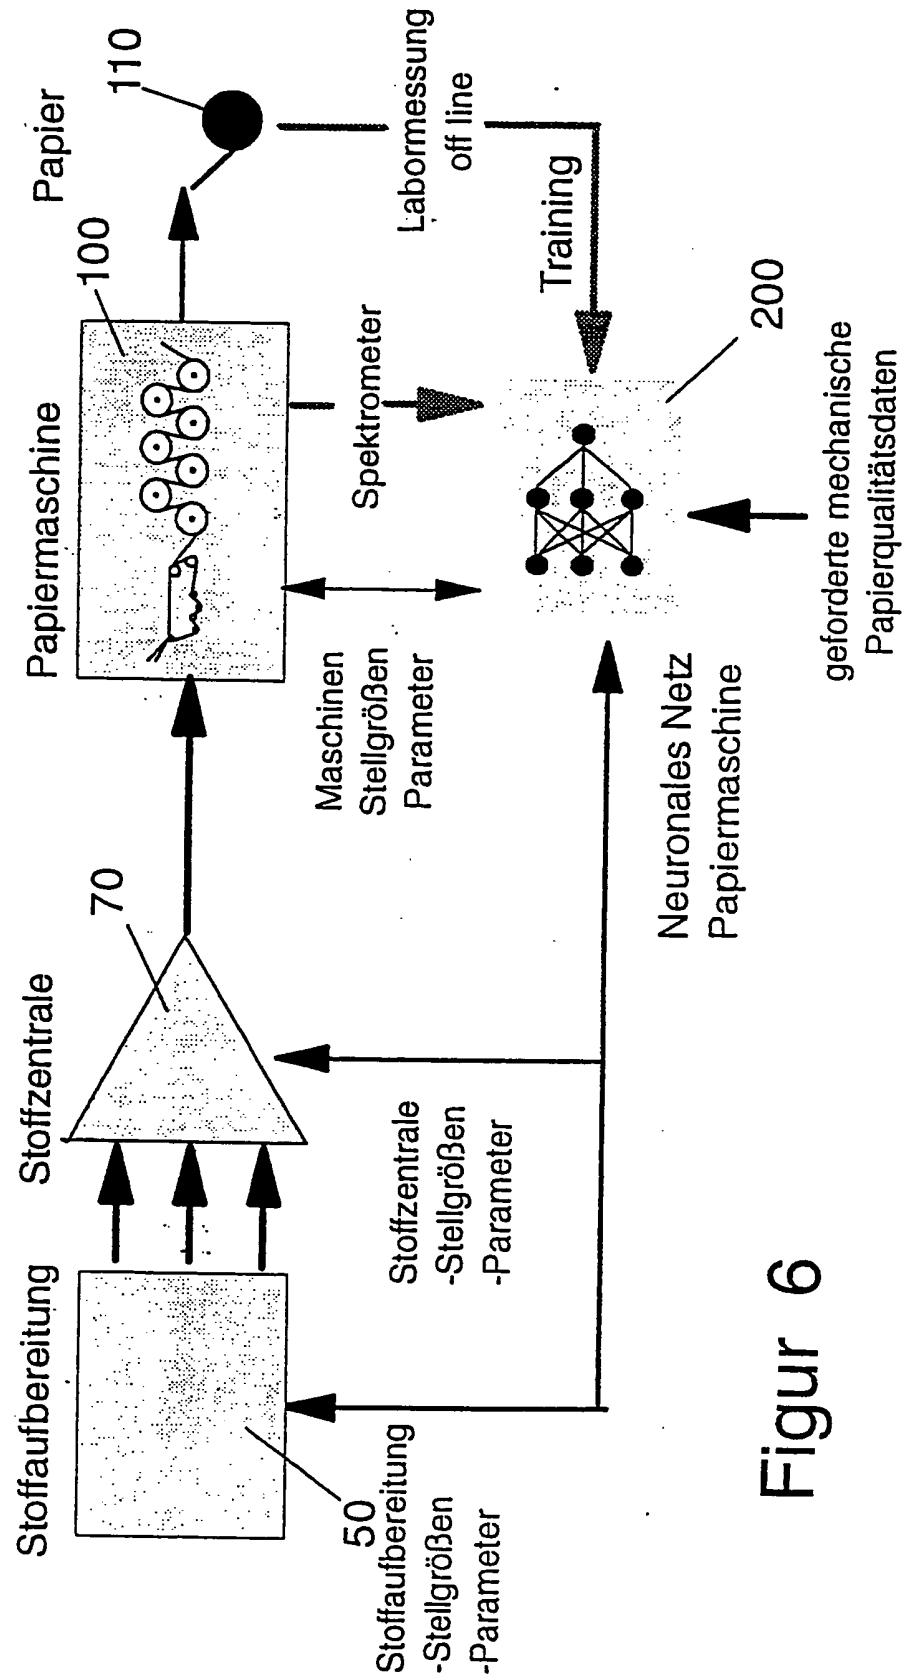 Stoffaufbereitung
Stoffzentrale
Papiermaschine
Papier
70
100
110
50
Stoffaufbereitung
-Stellgrößen
-Parameter
Stoffzentrale
-Stellgrößen
-Parameter
Maschinen
Stellgrößen
Parameter
Spektrometer
Labormessung
off line
Training
200
Neuronales Netz
Papiermaschine
geforderte mechanische
Papierqualitätsdaten
Figur 6